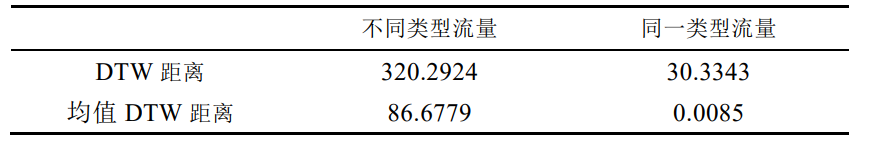 不同类型流量 同一类型流量
DTW 距离 320.2924 30.3343
均值 DTW 距离 86.6779 0.0085